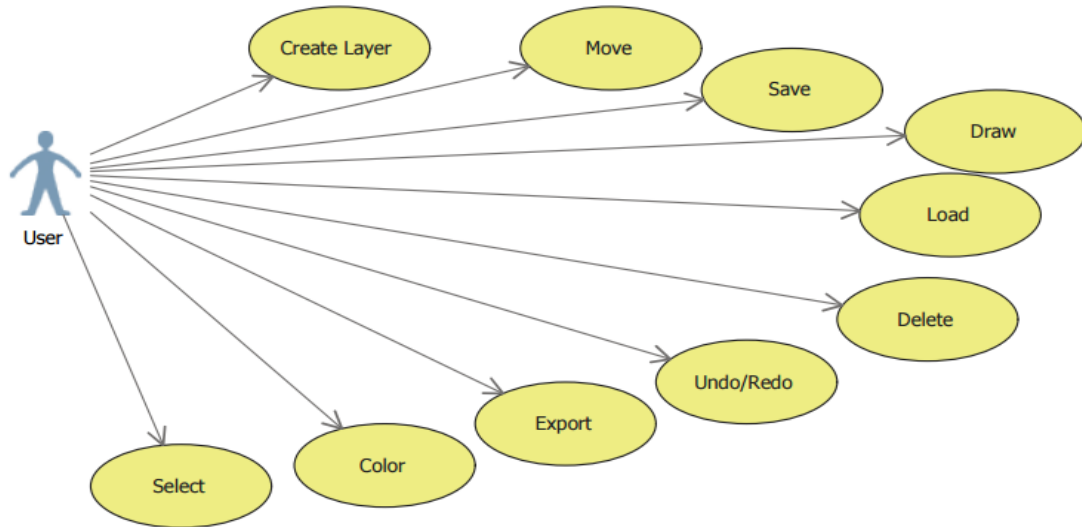 Create Layer
Move
Save
Draw
User
Load
Delete
Undo/Redo
Export
Color
Select